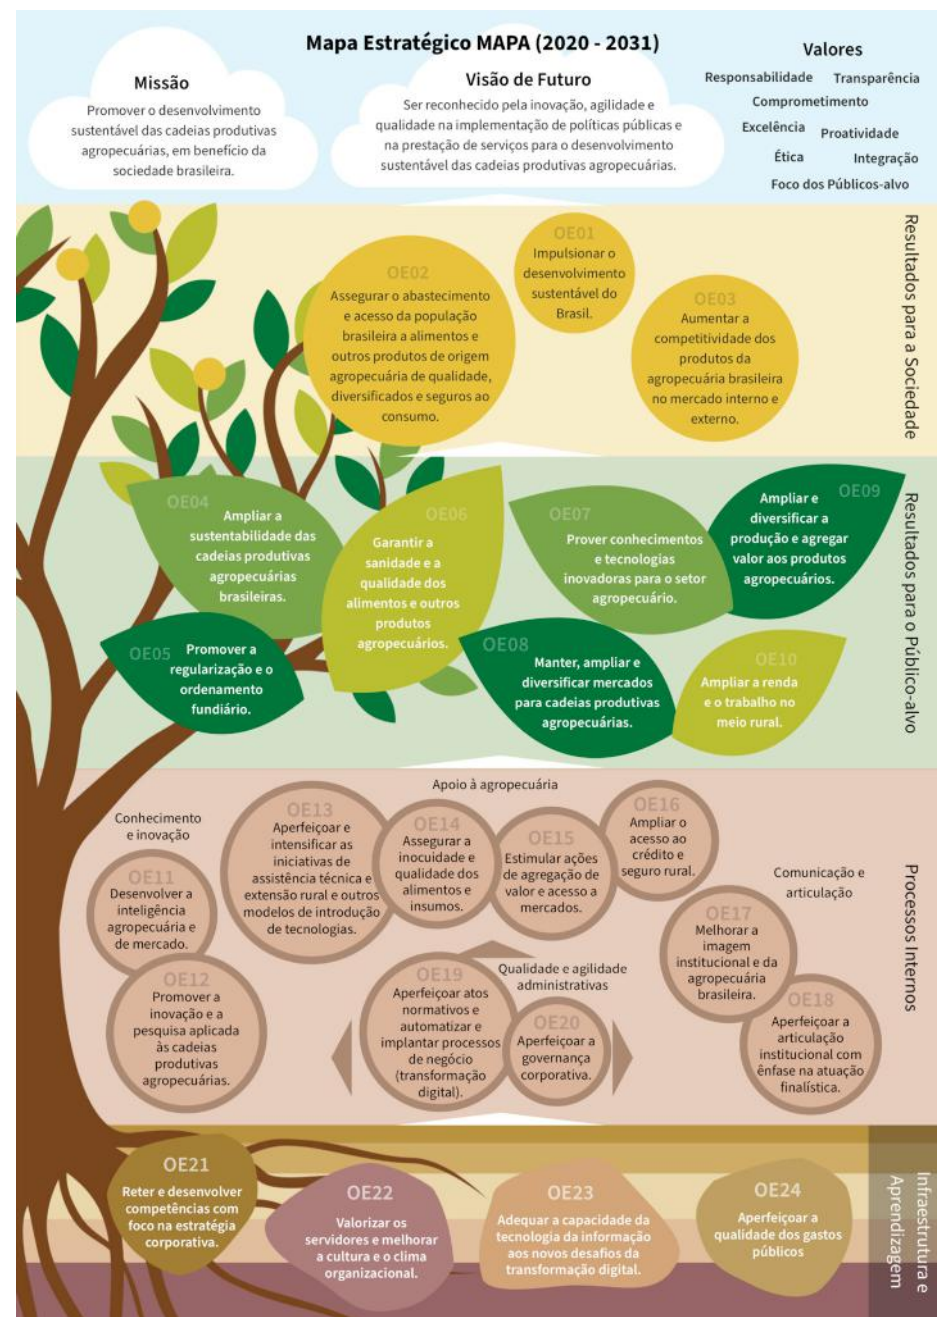 Mapa Estratégico MAPA (2020 - 2031)
Missão
Promover o desenvolvimento
sustentável das cadeias produtivas
agropecuárias, em benefício da
sociedade brasileira.
Visão de Futuro
Ser reconhecido pela inovação, agilidade e
qualidade na implementação de políticas públicas e
na prestação de serviços para o desenvolvimento
sustentável das cadeias produtivas agropecuárias.
Valores
Responsabilidade Transparência
Comprometimento
Excelência Proatividade
Ética Integração
Foco dos Públicos-alvo
Resultados para a Sociedade
OE01
Impulsionar o
desenvolvimento
sustentável do
Brasil.
OE02
Assegurar o abastecimento
e acesso da população
brasileira a alimentos e
outros produtos de origem
agropecuária de qualidade,
diversificados e seguros ao
consumo.
OE03
Aumentar a
competitividade dos
produtos da
agropecuária brasileira
no mercado interno e
externo.
Resultados para o Público-alvo
OE04
Ampliar a
sustentabilidade das
cadeias produtivas
agropecuárias
brasileiras.
OE05
Promover a
regularização e o
ordenamento
fundiário.
OE06
Garantir a
sanidade e a
qualidade dos
alimentos e outros
produtos
agropecuários.
OE07
Prover conhecimentos
e tecnologias
inovadoras para o setor
agropecuário.
OE08
Manter, ampliar e
diversificar mercados
para cadeias produtivas
agropecuárias.
OE09
Ampliar e
diversificar a
produção e agregar
valor aos produtos
agropecuários.
OE10
Ampliar a renda
e o trabalho no
meio rural.
Processos Internos
Conhecimento
e inovação
OE11
Desenvolver a
inteligência
agropecuária e
de mercado.
OE12
Promover a
inovação e a
pesquisa aplicada
às cadeias
produtivas
agropecuárias.
Apoio à agropecuária
OE13
Aperfeiçoar e
intensificar as
iniciativas de
assistência técnica e
extensão rural e outros
modelos de introdução
de tecnologias.
OE14
Assegurar a
inocuidade e
qualidade dos
alimentos e
insumos.
OE15
Estimular ações
de agregação de
valor e acesso a
mercados.
OE16
Ampliar o
acesso ao
crédito e
seguro rural.
Comunicação e
articulação
OE17
Melhorar a
imagem
institucional e da
agropecuária
brasileira.
OE18
Aperfeiçoar a
articulação
institucional com
ênfase na atuação
finalística.
Qualidade e agilidade
administrativas
OE19
Aperfeiçoar atos
normativos e
automatizar e
implantar processos
de negócio
(transformação
digital).
OE20
Aperfeiçoar a
governança
corporativa.
Infraestrutura e
Aprendizagem
OE21
Reter e desenvolver
competências com
foco na estratégia
corporativa.
OE22
Valorizar os
servidores e melhorar
a cultura e o clima
organizacional.
OE23
Adequar a capacidade da
tecnologia da informação
aos novos desafios da
transformação digital.
OE24
Aperfeiçoar a
qualidade dos gastos
públicos